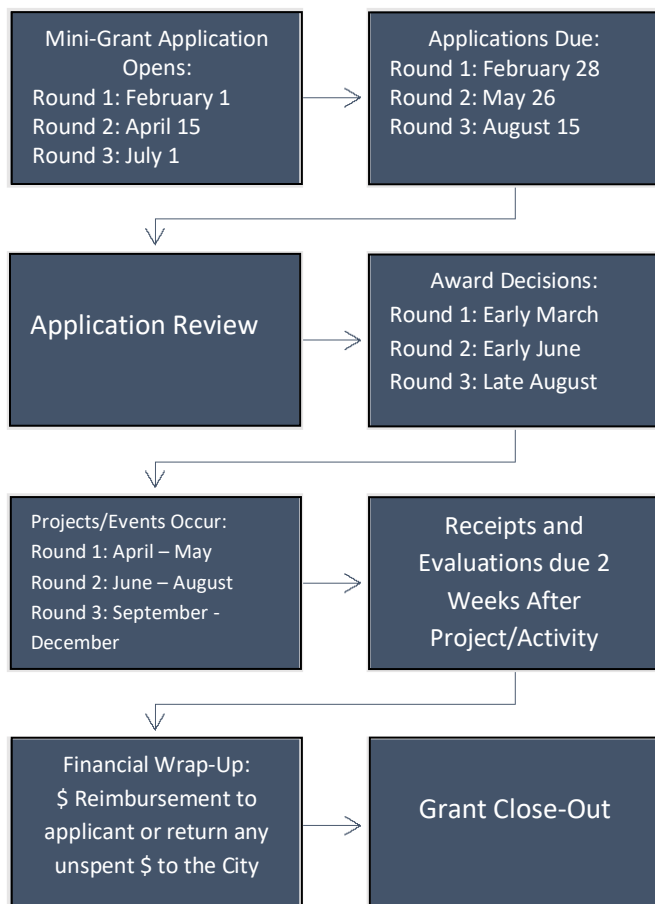 Mini-Grant Application
Opens:
Round 1: February 1
Round 2: April 15
Round 3: July 1
Applications Due:
Round 1: February 28
Round 2: May 26
Round 3: August 15
Application Review
Award Decisions:
Round 1: Early March
Round 2: Early June
Round 3: Late August
Projects/Events Occur:
Round 1: April – May
Round 2: June – August
Round 3: September -
December
Receipts and
Evaluations due 2
Weeks After
Project/Activity
Financial Wrap-Up:
$ Reimbursement to
applicant or return any
unspent $ to the City
Grant Close-Out